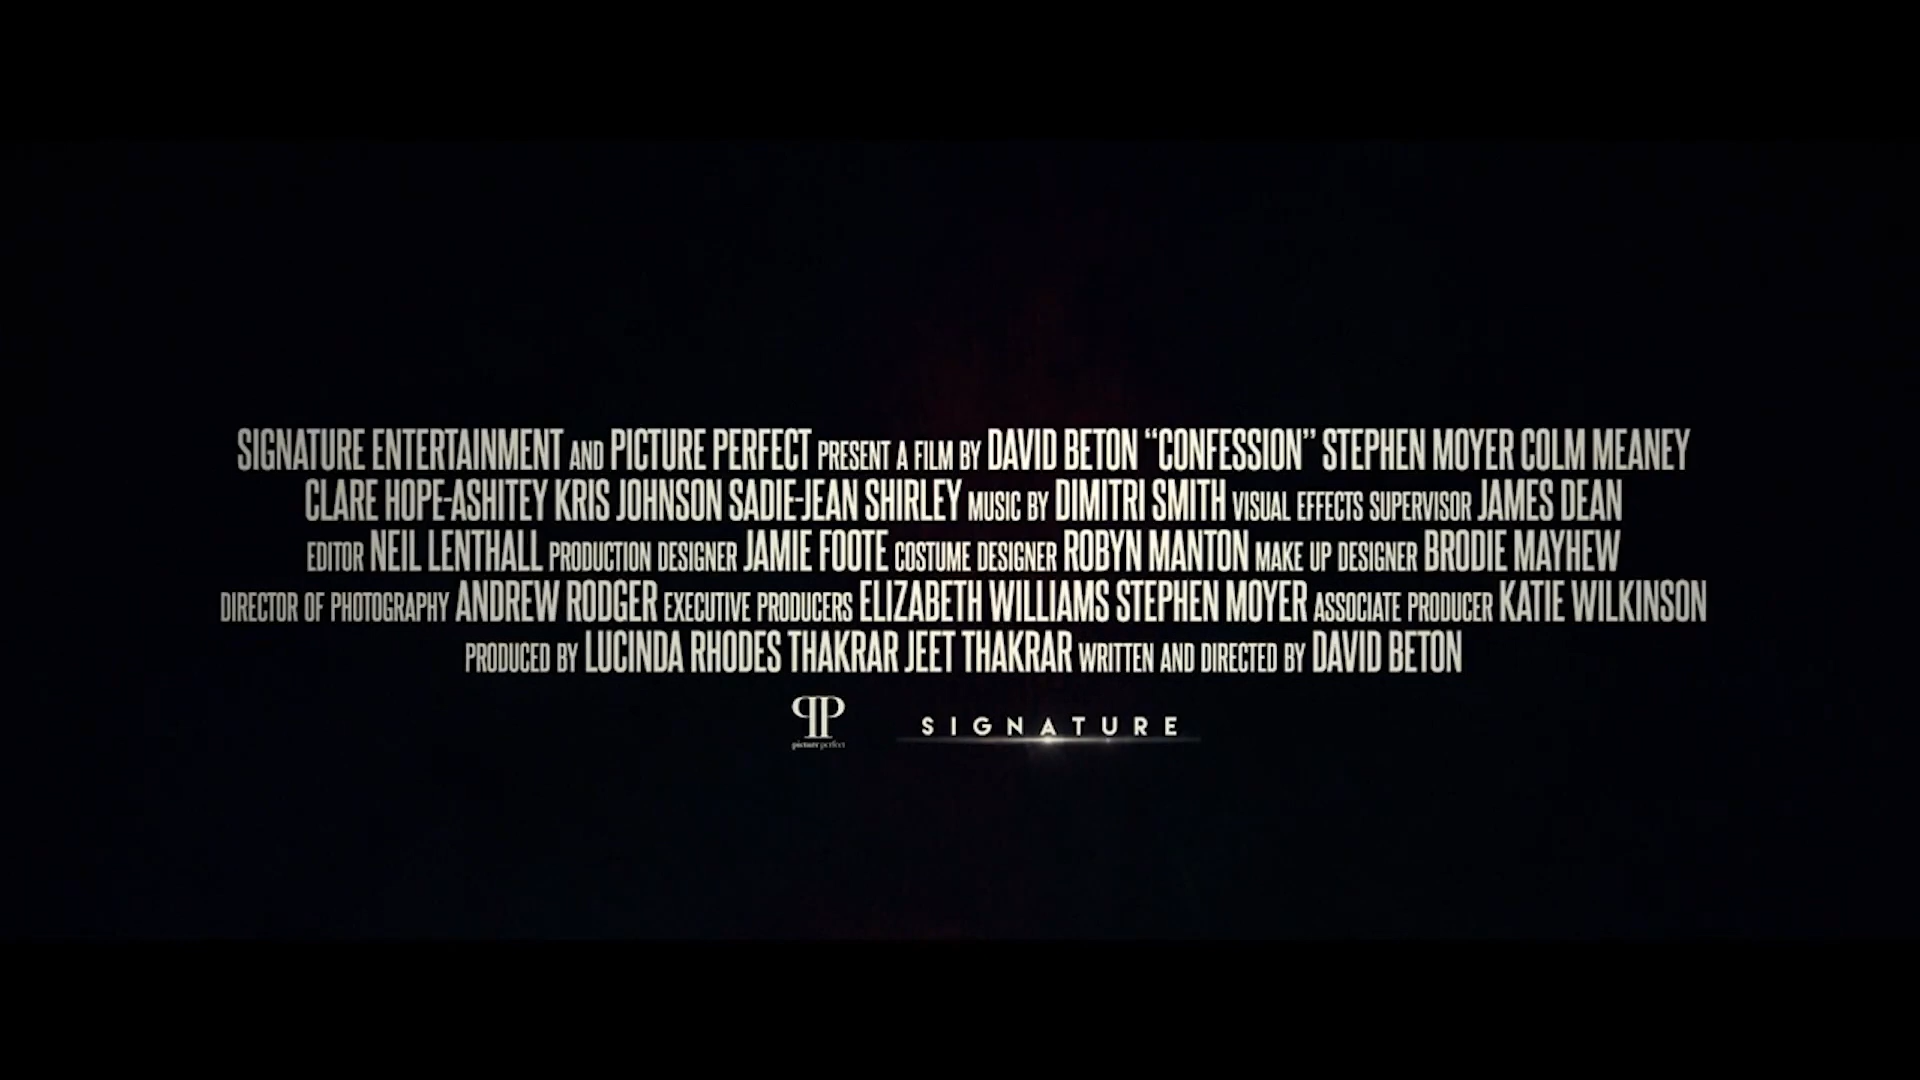 SIGNATURE ENTERTAINMENT AND PICTURE PERFECT PRESENT A FILM BY DAVID BETON “CONFESSION” STEPHEN MOYER COLM MEANEY
CLARE HOPE-ASHITEY KRIS JOHNSON SADIE-JEAN SHIRLEY MUSIC BY DIMITRI SMITH VISUAL EFFECTS SUPERVISOR JAMES DEAN
EDITOR NEIL LENTHALL PRODUCTION DESIGNER JAMIE FOOTE COSTUME DESIGNER ROBYN MANTON MAKE UP DESIGNER BRODIE MAYHEW
DIRECTOR OF PHOTOGRAPHY ANDREW RODGER EXECUTIVE PRODUCERS ELIZABETH WILLIAMS STEPHEN MOYER ASSOCIATE PRODUCER KATIE WILKINSON
PRODUCED BY LUCINDA RHODES THAKRAR JEET THAKRAR WRITTEN AND DIRECTED BY DAVID BETON
PP
picture perfect
SIGNATURE